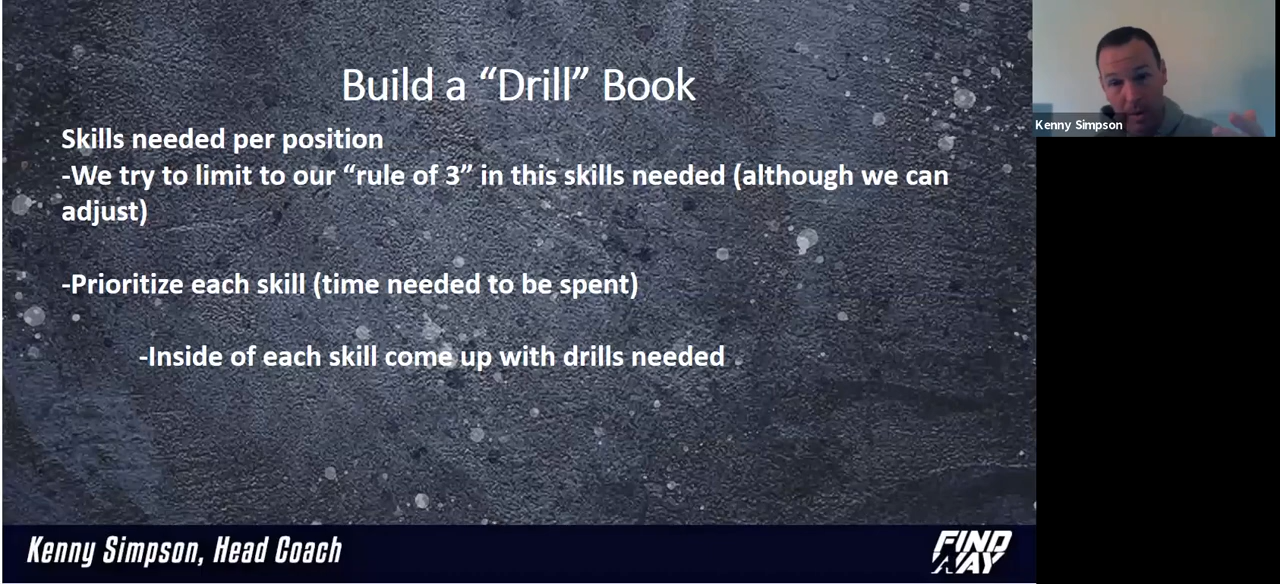 Build a “Drill” Book
Skills needed per position
-We try to limit to our “rule of 3” in this skills needed (although we can
adjust)
-Prioritize each skill (time needed to be spent)
-Inside of each skill come up with drills needed
Kenny Simpson
Kenny Simpson, Head Coach
FIND
WAY